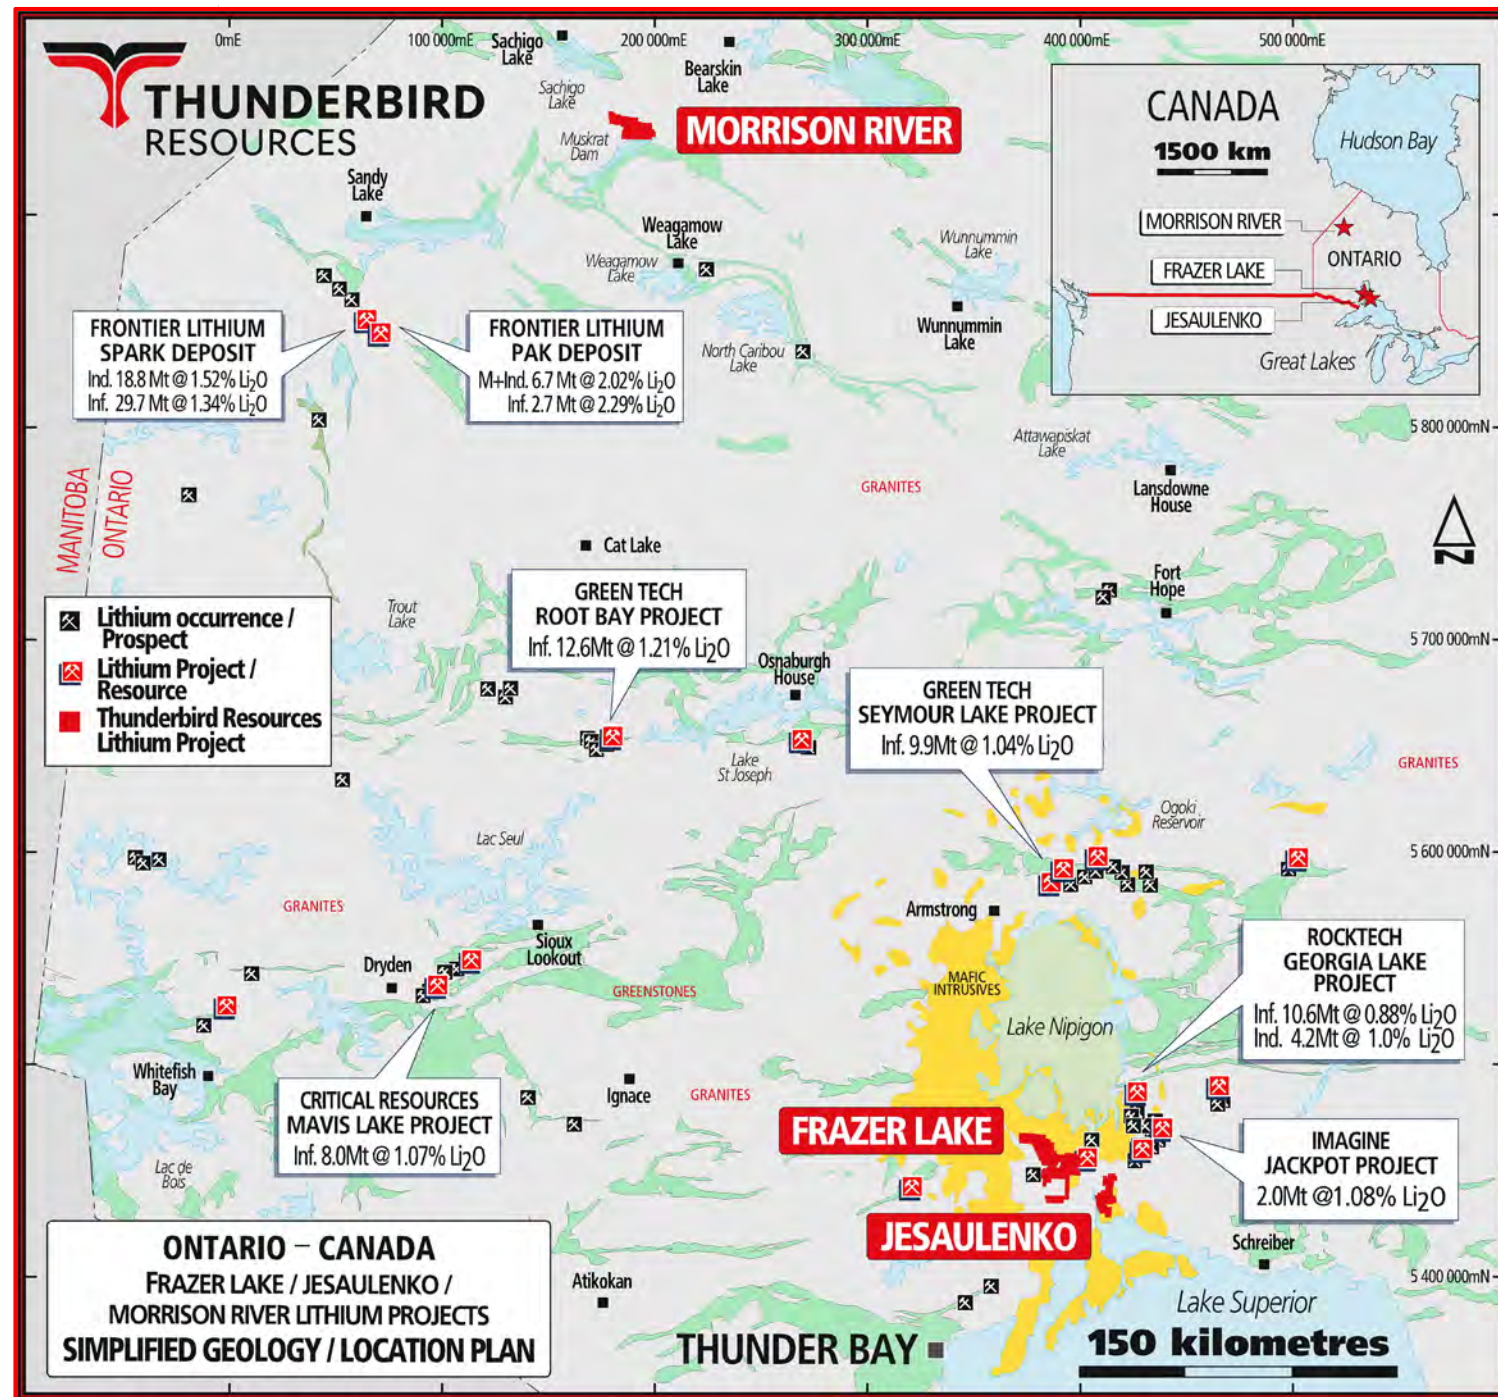 0mE
100 000mE
200 000mE
300 000mE
400 000mE
500 000mE
THUNDERBIRD
RESOURCES
Sachigo
Lake
Bearskin
Lake
Sachigo
Lake
MORRISON RIVER
Muskrat
Dam
CANADA
1500 km
Hudson Bay
MORRISON RIVER
ONTARIO
FRAZER LAKE
JESAULENKO
Great Lakes
Sandy
Lake
Weagamow
Lake
Weagamow
Lake
Wunnummin
Lake
Wunnummin
Lake
North Caribou
Lake
FRONTIER LITHIUM
SPARK DEPOSIT
Ind. 18.8 Mt @ 1.52% Li2O
Inf. 29.7 Mt @ 1.34% Li2O
FRONTIER LITHIUM
PAK DEPOSIT
M+Ind. 6.7 Mt @ 2.02% Li2O
Inf. 2.7 Mt @ 2.29% Li2O
5 800 000mN
Attawapiskat
Lake
Lansdowne
House
GRANITES
MANITOBA
ONTARIO
N
Cat Lake
Fort
Hope
Lithium occurrence /
Prospect
Lithium Project /
Resource
Thunderbird Resources
Lithium Project
Trout
Lake
GREEN TECH
ROOT BAY PROJECT
Inf. 12.6Mt @ 1.21% Li2O
5 700 000mN
Osnaburgh
House
GREEN TECH
SEYMOUR LAKE PROJECT
Inf. 9.9Mt @ 1.04% Li2O
Lake
St Joseph
GRANITES
Ogoki
Reservoir
Lac Seul
5 600 000mN
GRANITES
Armstrong
Sioux
Lookout
Dryden
GREENSTONES
MAFIC
INTRUSIVES
Lake Nipigon
ROCKTECH
GEORGIA LAKE
PROJECT
Inf. 10.6Mt @ 0.88% Li2O
Ind. 4.2Mt @ 1.0% Li2O
Whitefish
Bay
CRITICAL RESOURCES
MAVIS LAKE PROJECT
Inf. 8.0Mt @ 1.07% Li2O
Ignace
GRANITES
FRAZER LAKE
IMAGINE
JACKPOT PROJECT
2.0Mt @1.08% Li2O
Lac de
Bois
JESAULENKO
Schreiber
ONTARIO – CANADA
FRAZER LAKE / JESAULENKO /
MORRISON RIVER LITHIUM PROJECTS
SIMPLIFIED GEOLOGY / LOCATION PLAN
Atikokan
5 400 000mN
Lake Superior
THUNDER BAY
150 kilometres